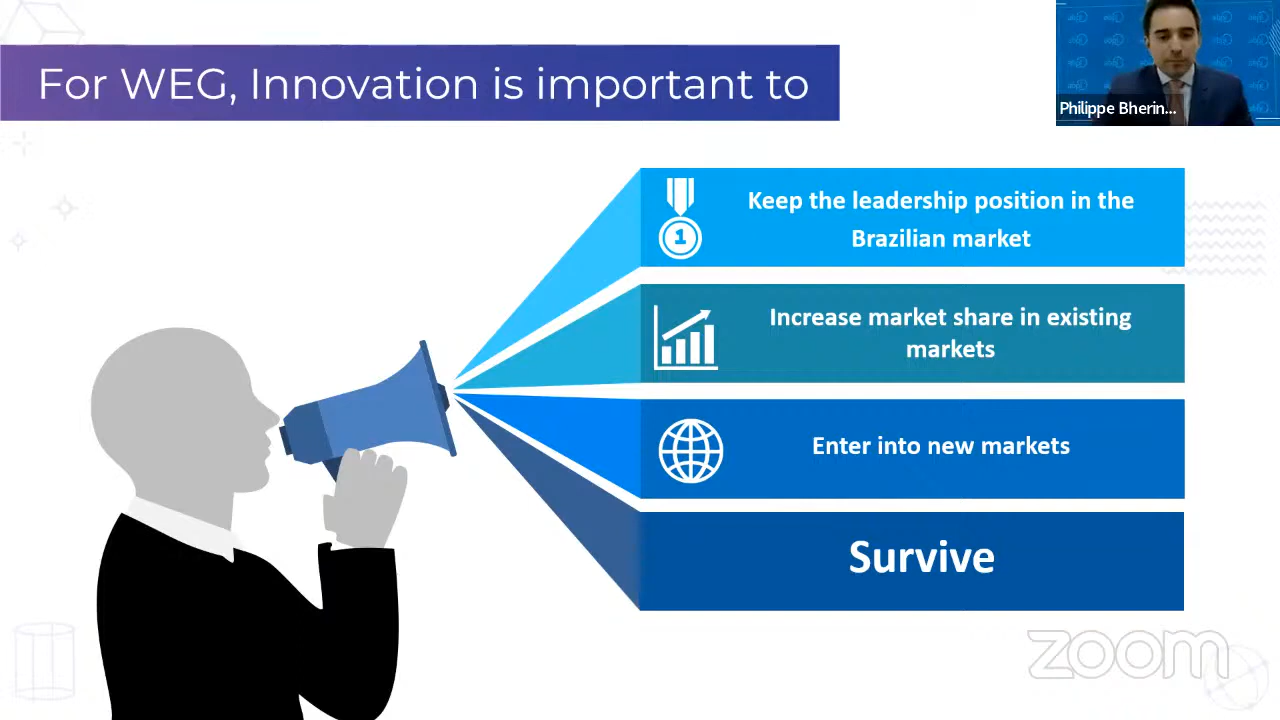 For WEG, Innovation is important to
Philippe Bherin...
1
Keep the leadership position in the
Brazilian market
Increase market share in existing
markets
Enter into new markets
Survive
zoom